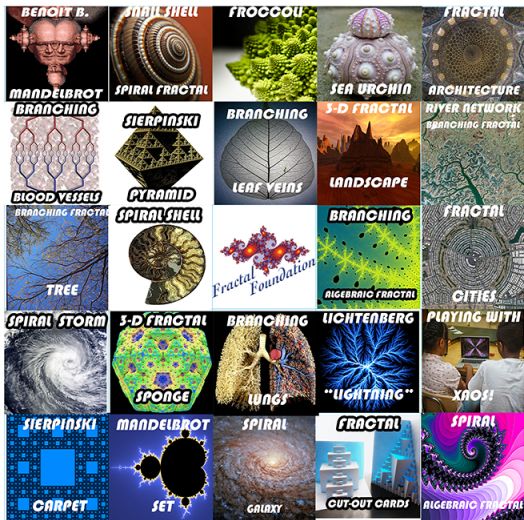 BENOIT B.
MANDELBROT
SNAIL SHELL
SPIRAL FRACTAL
FROCCOLI
SEA URCHIN
FRACTAL
ARCHITECTURE
BRANCHING
BLOOD VESSELS
SIERPINSKI
PYRAMID
BRANCHING
LEAF VEINS
3-D FRACTAL
LANDSCAPE
RIVER NETWORK
BRANCHING FRACTAL
BRANCHING FRACTAL
TREE
SPIRAL SHELL
Fractal
Foundation
BRANCHING
ALGEBRAIC FRACTAL
FRACTAL
CITIES
SPIRAL STORM
3-D FRACTAL
SPONGE
BRANCHING
LUNGS
LICHTENBERG
"LIGHTNING"
PLAYING WITH
XAOS!
SIERPINSKI
CARPET
MANDELBROT
SET
SPIRAL
GALAXY
FRACTAL
CUT-OUT CARDS
SPIRAL
ALGEBRAIC FRACTAL